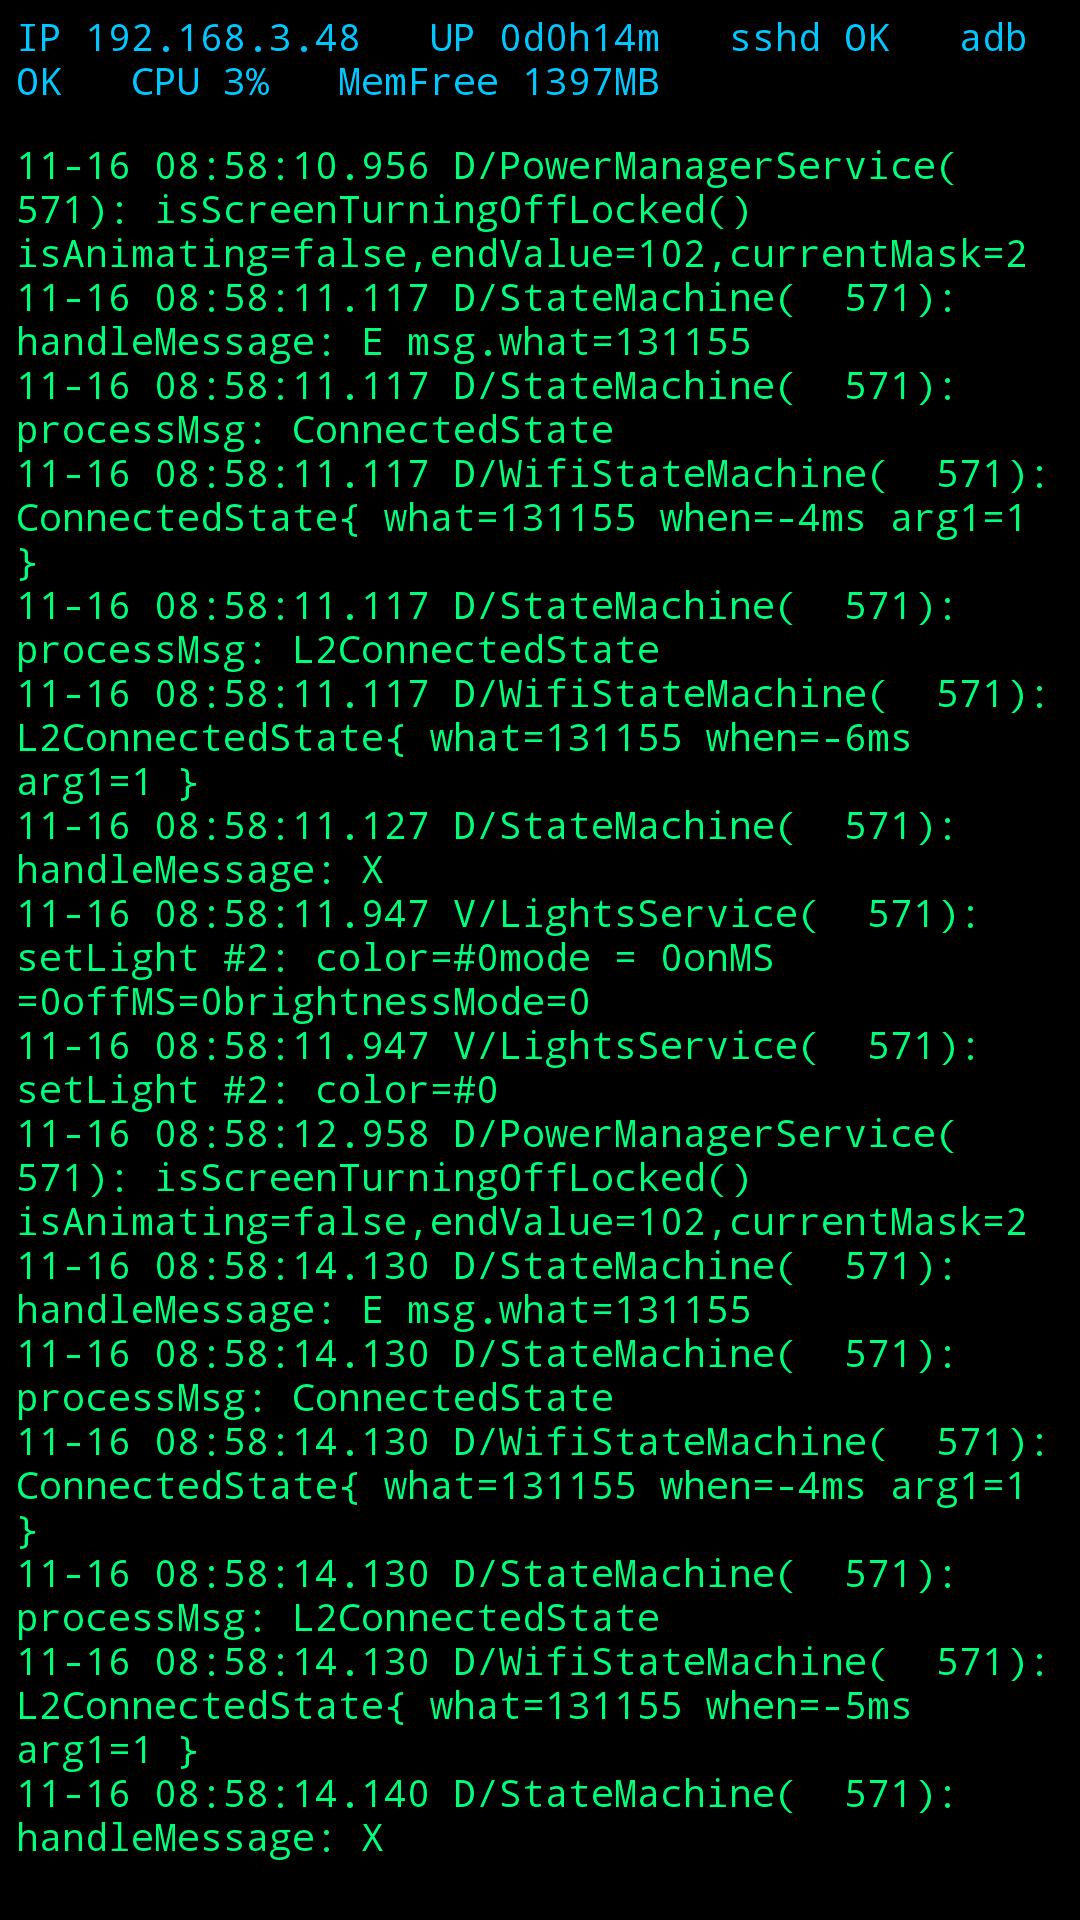 IP 192.168.3.48   UP 0d0h14m   sshd OK   adb
OK   CPU 3%   MemFree 1397MB
11-16 08:58:10.956 D/PowerManagerService(
571): isScreenTurningOffLocked()
isAnimating=false,endValue=102,currentMask=2
11-16 08:58:11.117 D/StateMachine(  571):
handleMessage: E msg.what=131155
11-16 08:58:11.117 D/StateMachine(  571):
processMsg: ConnectedState
11-16 08:58:11.117 D/WifiStateMachine(  571):
ConnectedState{ what=131155 when=-4ms arg1=1
}
11-16 08:58:11.117 D/StateMachine(  571):
processMsg: L2ConnectedState
11-16 08:58:11.117 D/WifiStateMachine(  571):
L2ConnectedState{ what=131155 when=-6ms
arg1=1 }
11-16 08:58:11.127 D/StateMachine(  571):
handleMessage: X
11-16 08:58:11.947 V/LightsService(  571):
setLight #2: color=#0mode = 0onMS
=0offMS=0brightnessMode=0
11-16 08:58:11.947 V/LightsService(  571):
setLight #2: color=#0
11-16 08:58:12.958 D/PowerManagerService(
571): isScreenTurningOffLocked()
isAnimating=false,endValue=102,currentMask=2
11-16 08:58:14.130 D/StateMachine(  571):
handleMessage: E msg.what=131155
11-16 08:58:14.130 D/StateMachine(  571):
processMsg: ConnectedState
11-16 08:58:14.130 D/WifiStateMachine(  571):
ConnectedState{ what=131155 when=-4ms arg1=1
}
11-16 08:58:14.130 D/StateMachine(  571):
processMsg: L2ConnectedState
11-16 08:58:14.130 D/WifiStateMachine(  571):
L2ConnectedState{ what=131155 when=-5ms
arg1=1 }
11-16 08:58:14.140 D/StateMachine(  571):
handleMessage: X